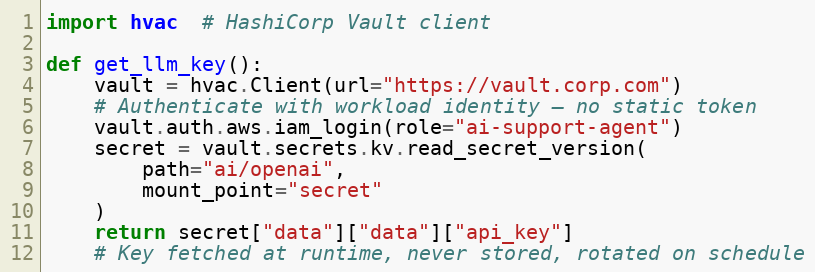 1 import hvac  # HashiCorp Vault client
2
3 def get_llm_key():
4     vault = hvac.Client(url="https://vault.corp.com")
5     # Authenticate with workload identity — no static token
6     vault.auth.aws.iam_login(role="ai-support-agent")
7     secret = vault.secrets.kv.read_secret_version(
8         path="ai/openai",
9         mount_point="secret"
10     )
11     return secret["data"]["data"]["api_key"]
12     # Key fetched at runtime, never stored, rotated on schedule